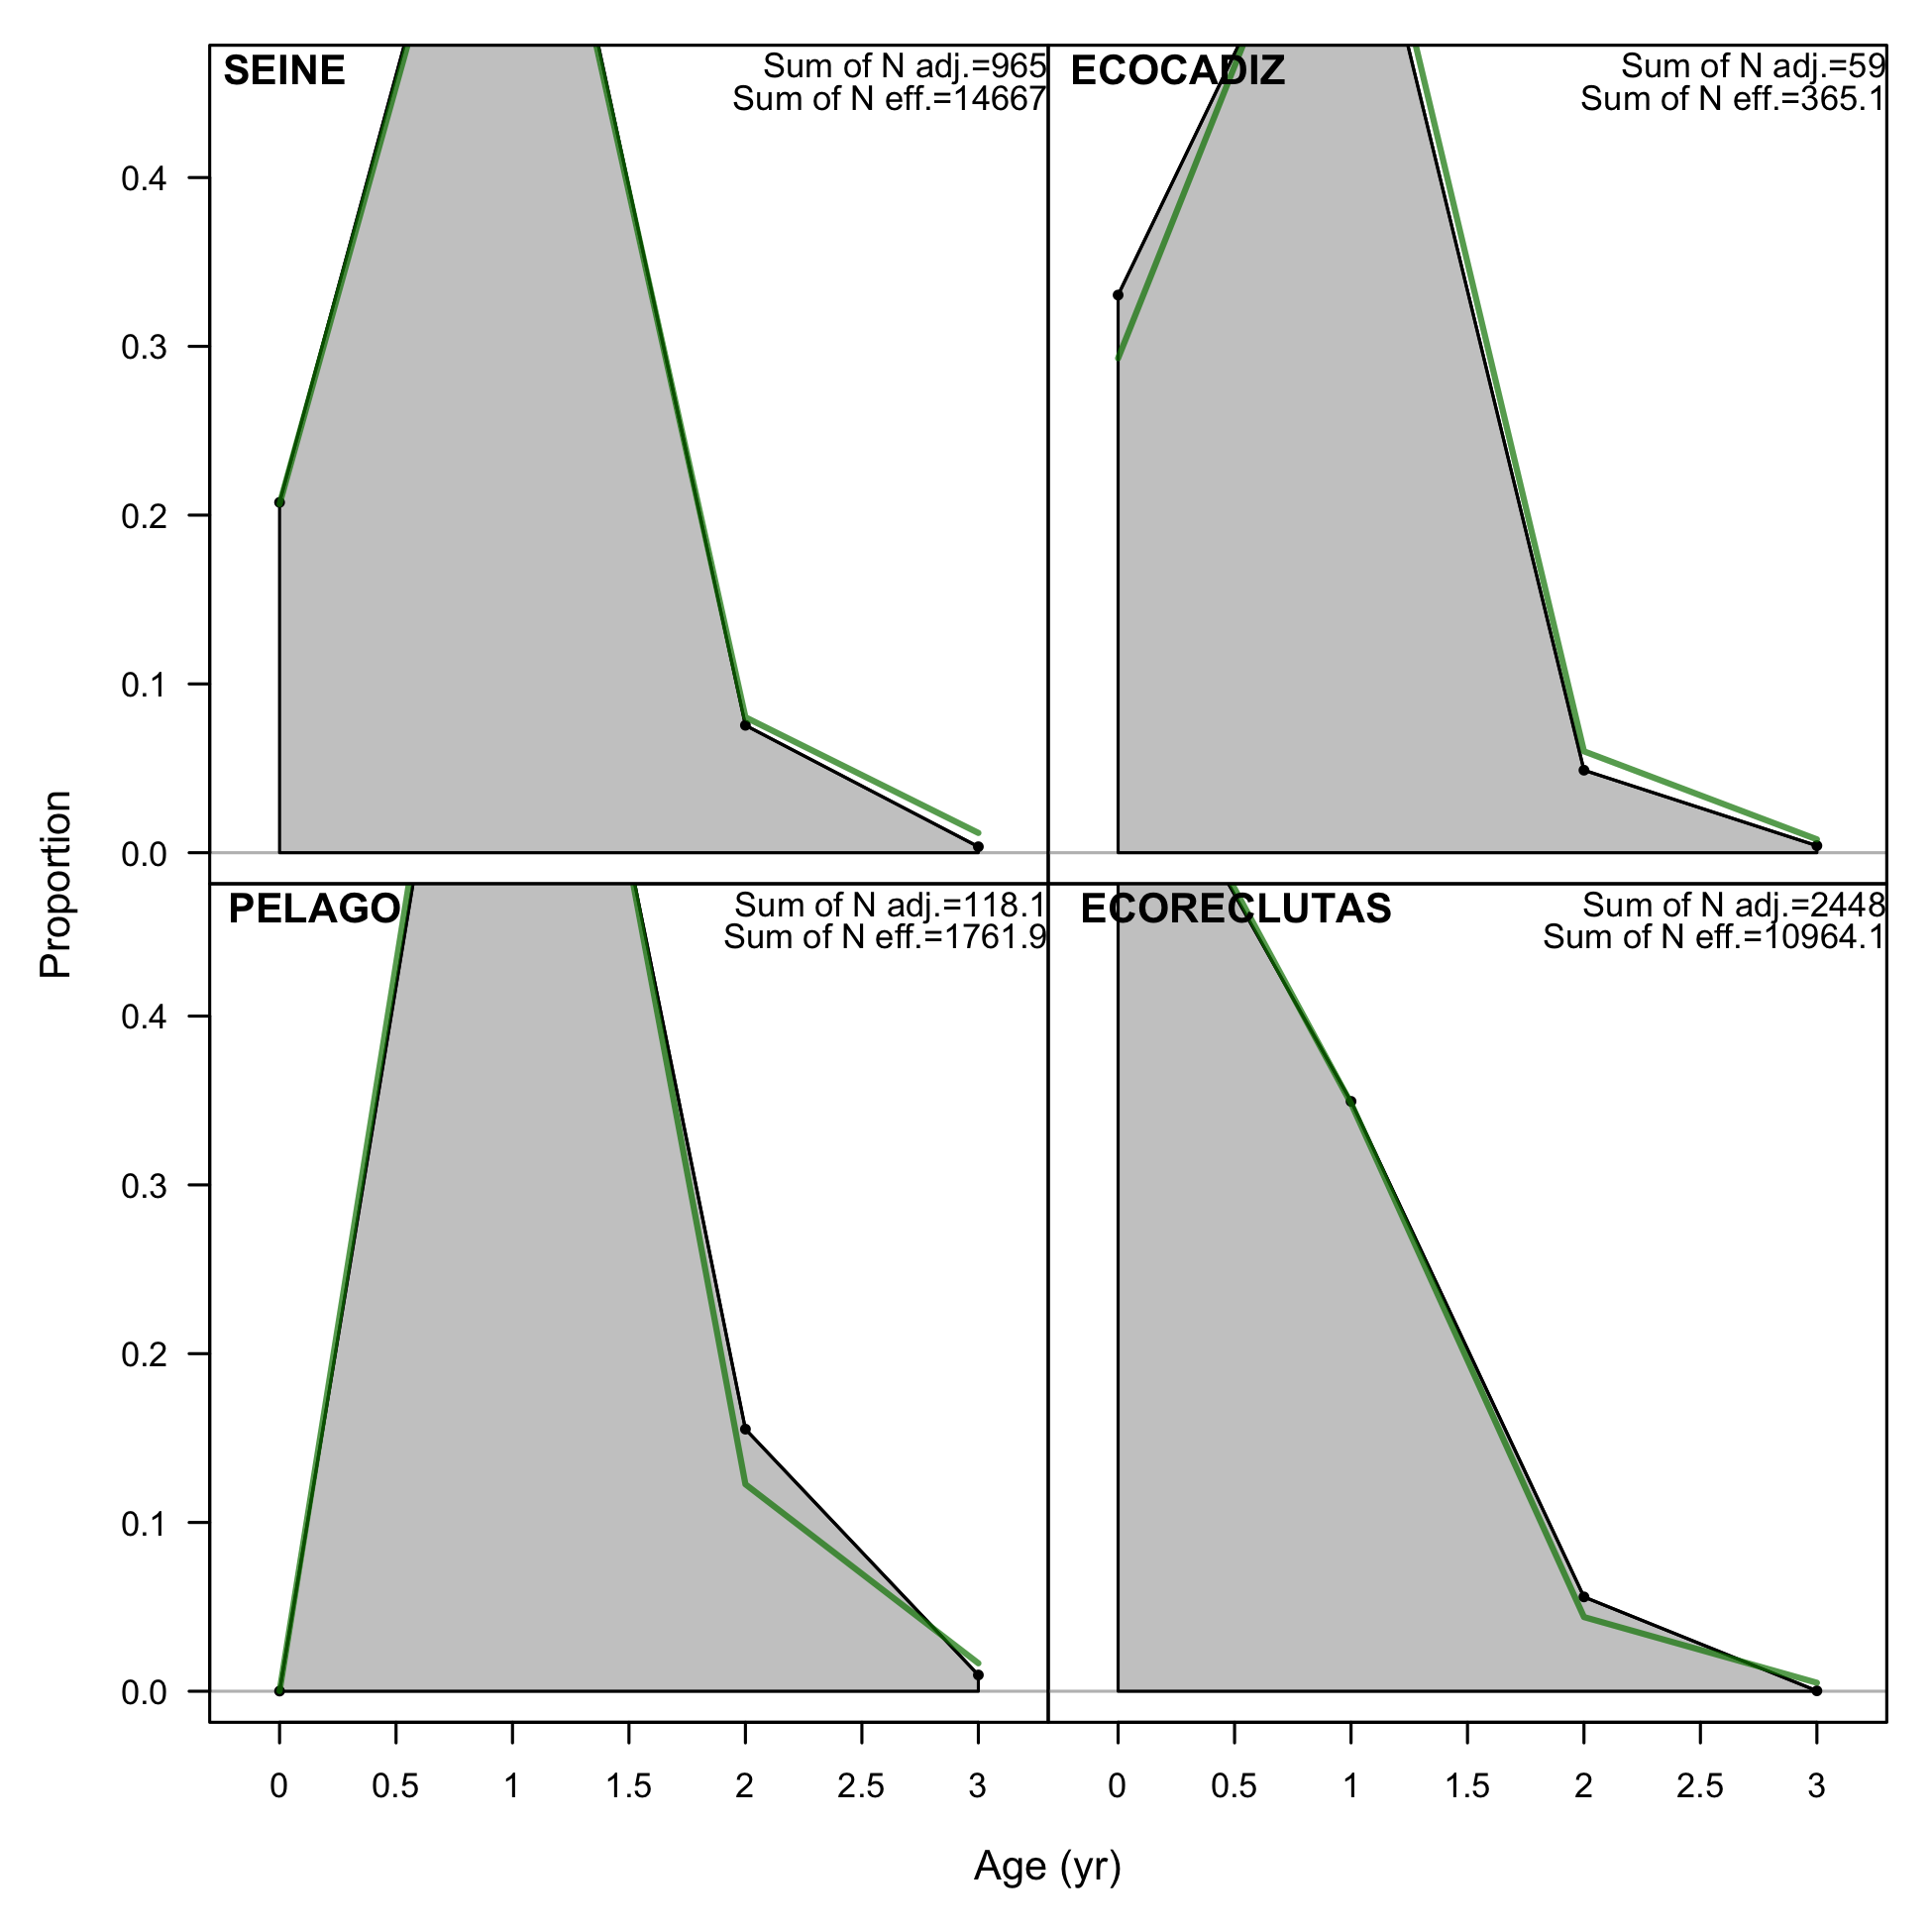 SEINE
Sum of N adj.=965
Sum of N eff.=14667
ECOCADIZ
Sum of N adj.=59
Sum of N eff.=365.1
0.4
0.3
0.2
0.1
0.0
PELAGO
Sum of N adj.=118.1
Sum of N eff.=1761.9
ECORECLUTAS
Sum of N adj.=2448
Sum of N eff.=10964.1
0.4
0.3
0.2
0.1
0.0
Proportion
0 0.5 1 1.5 2 2.5 3
0 0.5 1 1.5 2 2.5 3
Age (yr)